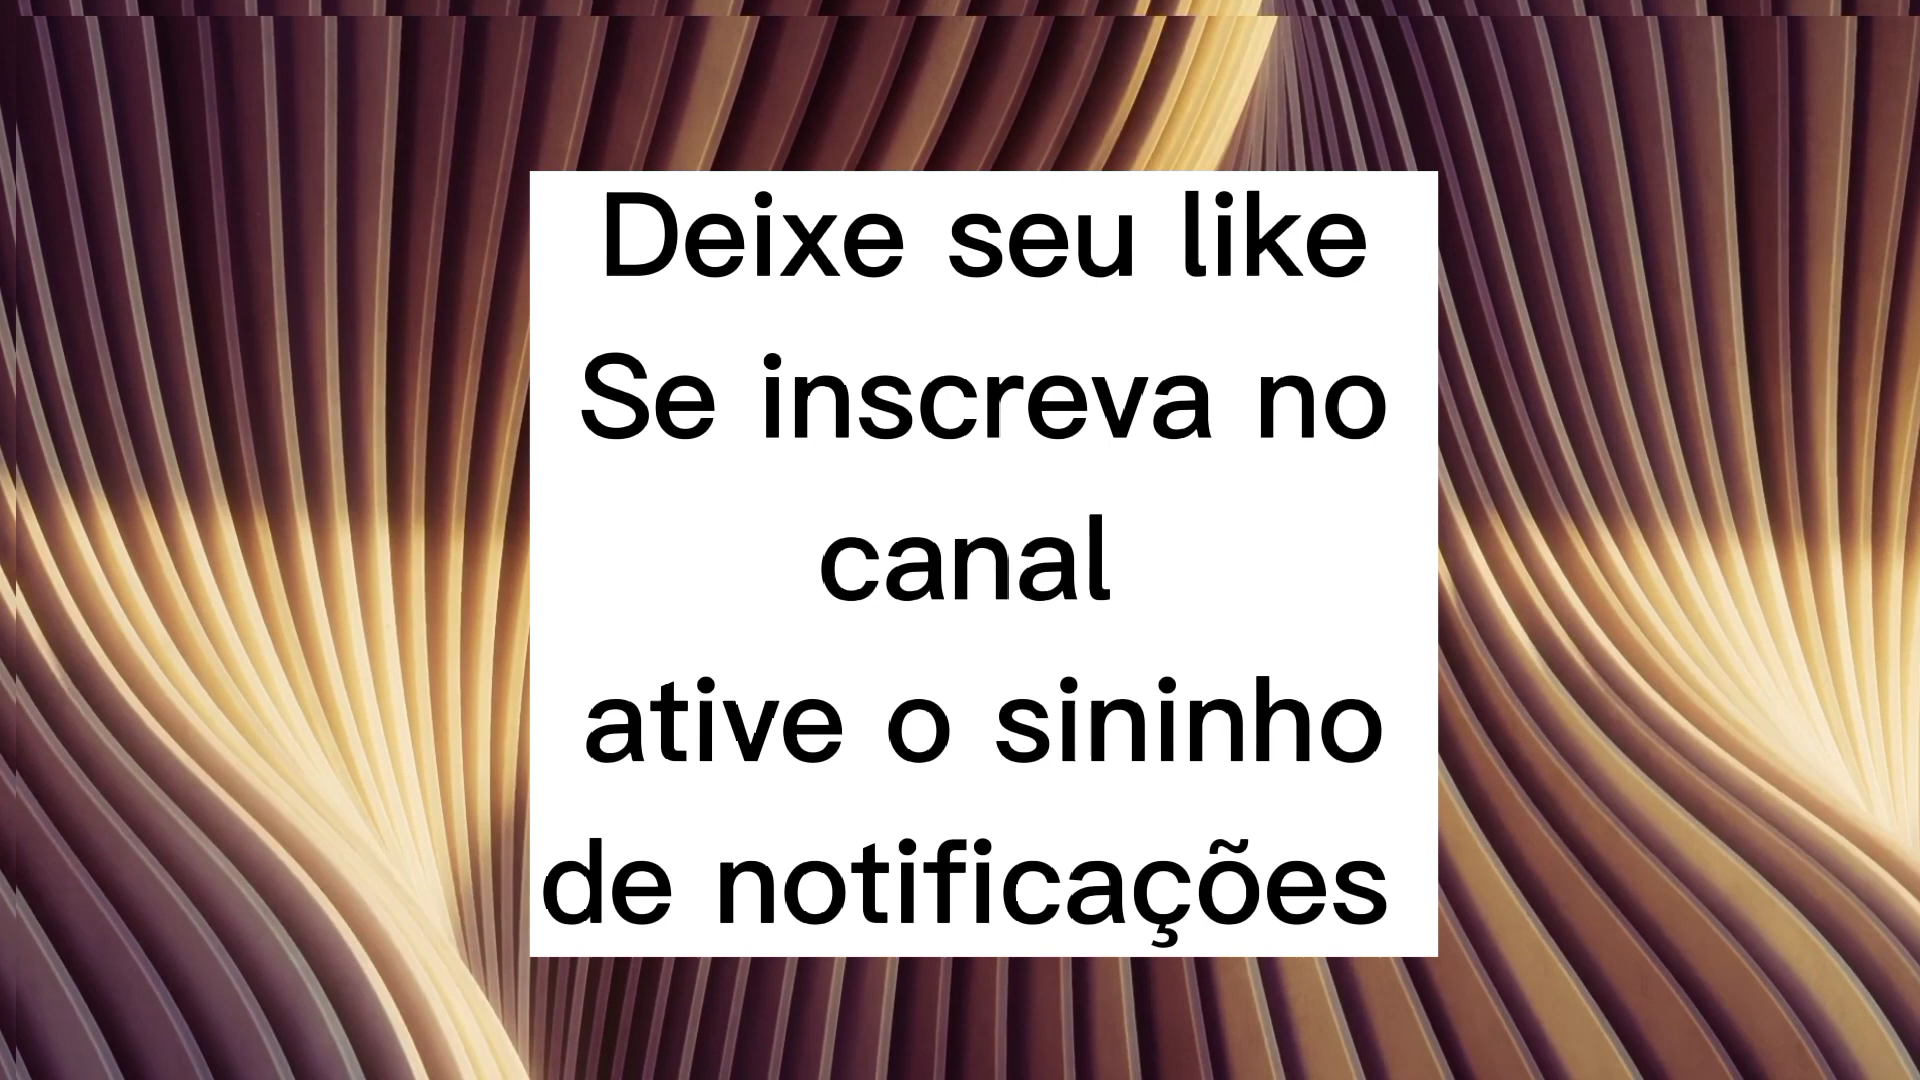 Deixe seu like
Se inscreva no
canal
ative o sininho
de notificações